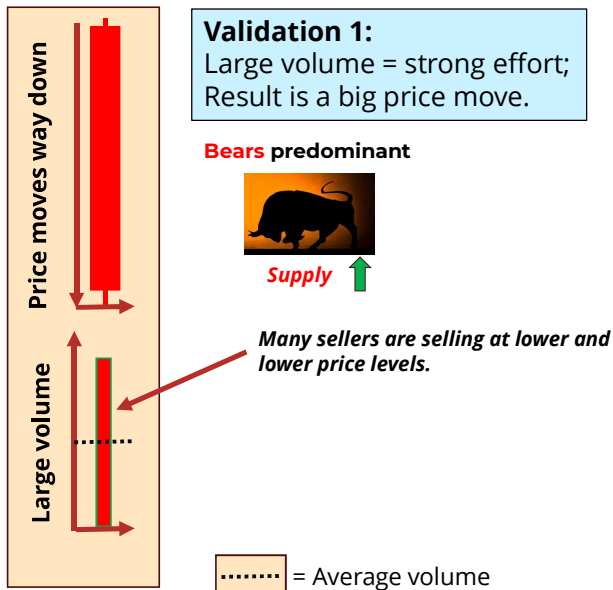 Validation 1:
Large volume = strong effort;
Result is a big price move.
Price moves way down
Bears predominant
Supply
Many sellers are selling at lower and
lower price levels.
Large volume
= Average volume